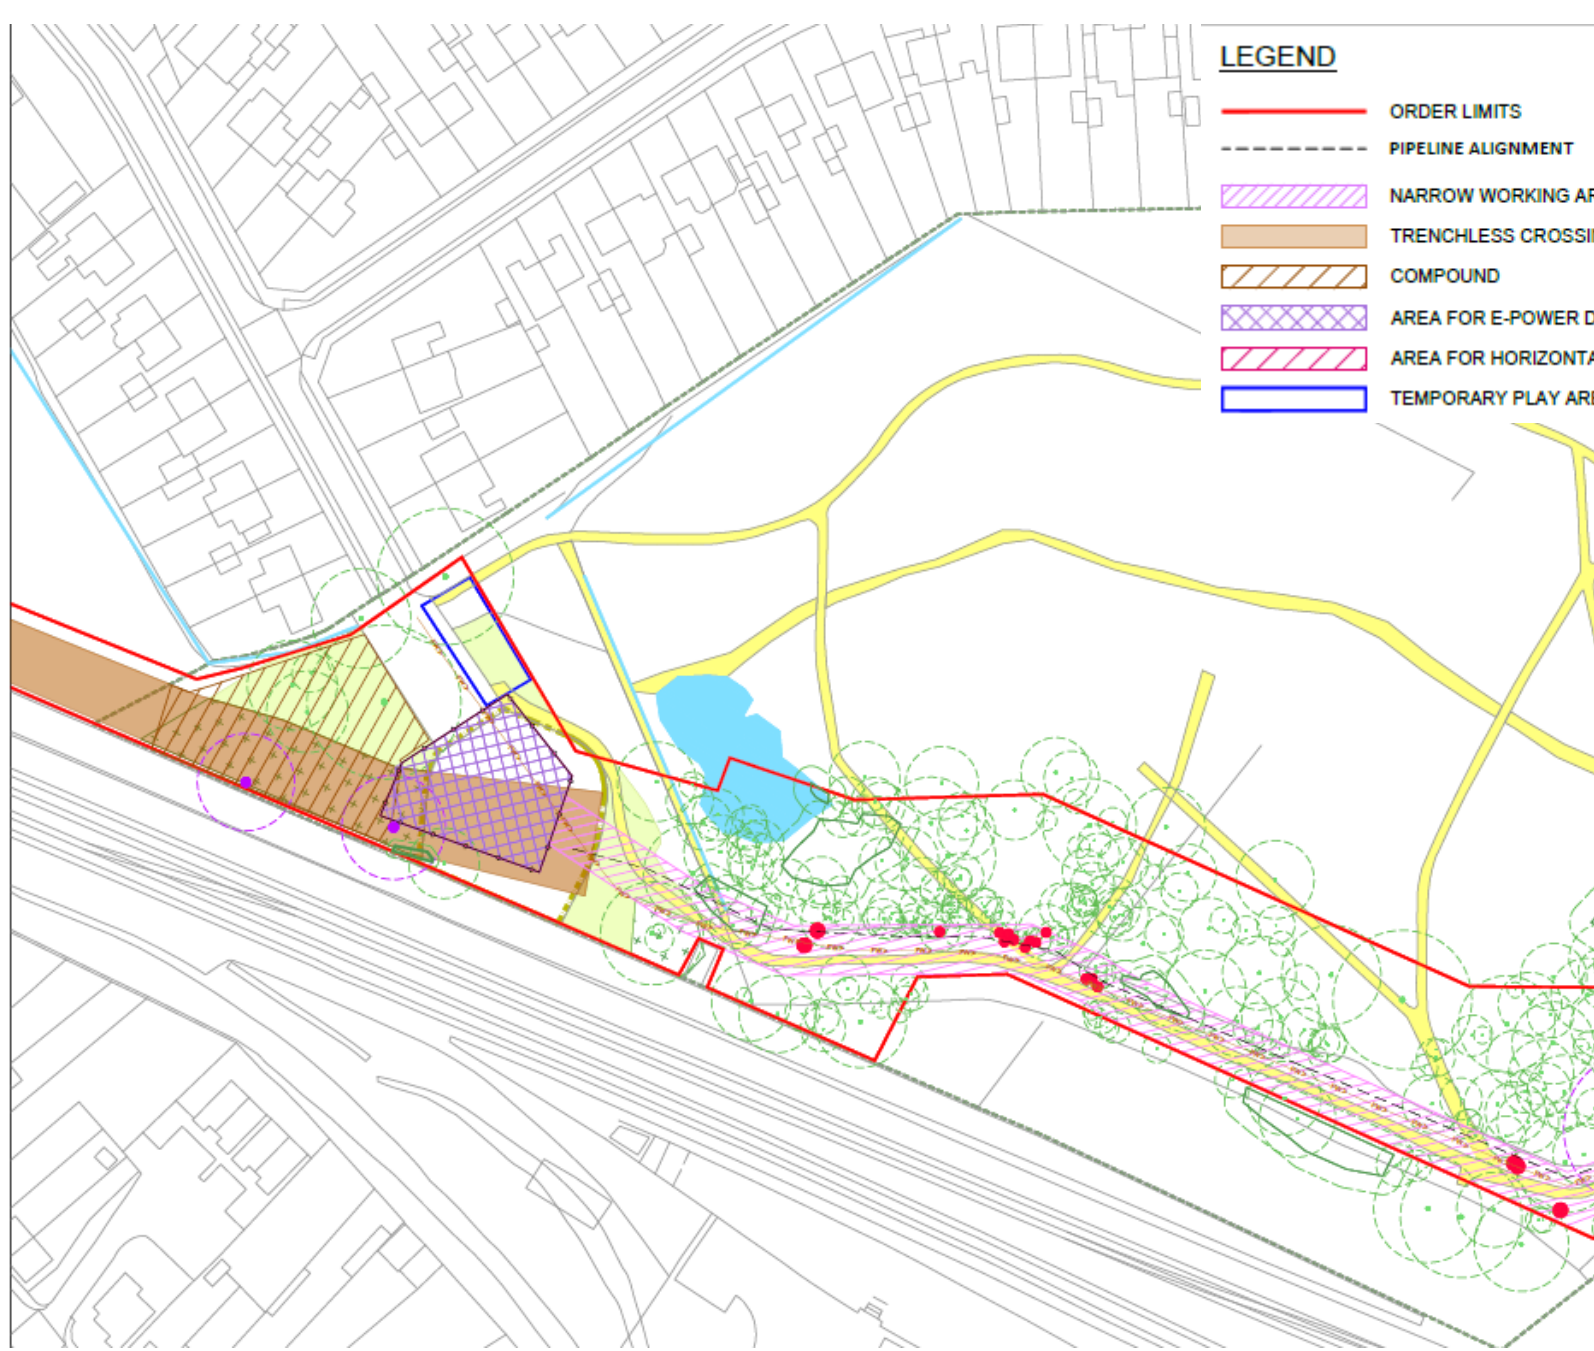 LEGEND
ORDER LIMITS
PIPELINE ALIGNMENT
NARROW WORKING AR
TRENCHLESS CROSSI
COMPOUND
AREA FOR E-POWER D
AREA FOR HORIZONTA
TEMPORARY PLAY ARE